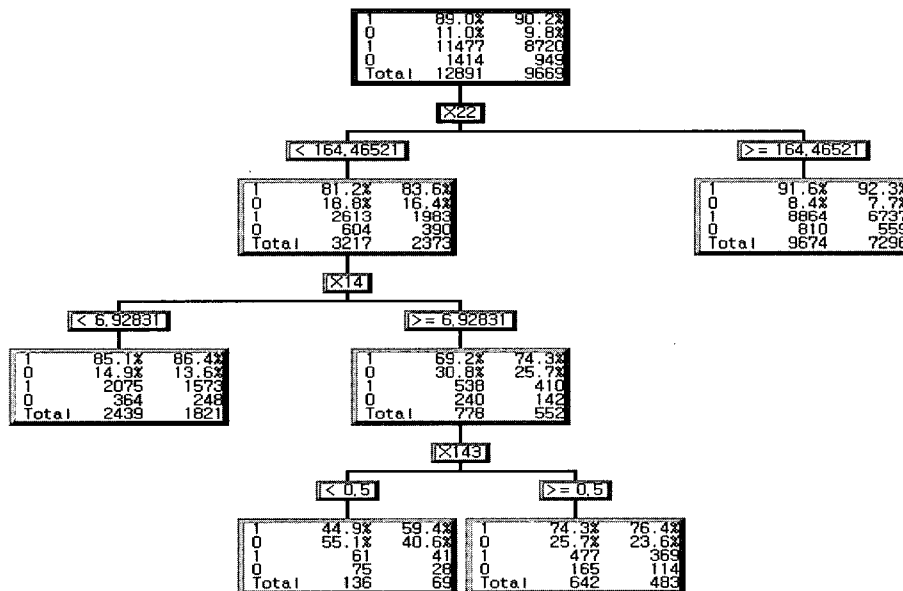 1 89.0% 90.2%
0 11.0% 9.8%
1 11477 8720
0 1414 949
Total 12891 9669
X22
< 164,46521
>= 164,46521
1 81.2% 83.6%
0 18.8% 16.4%
1 2613 1983
0 604 390
Total 3217 2373
1 91.6% 92.3%
0 8.4% 7.7%
1 8864 6737
0 810 559
Total 9674 7296
X14
< 6,92831
>= 6,92831
1 85.1% 86.4%
0 14.9% 13.6%
1 2075 1573
0 364 248
Total 2439 1821
1 69.2% 74.3%
0 30.8% 25.7%
1 538 410
0 240 142
Total 778 552
X143
< 0,5
>= 0,5
1 44.9% 59.4%
0 55.1% 40.6%
1 61 41
0 75 28
Total 136 69
1 74.3% 76.4%
0 25.7% 23.6%
1 477 369
0 165 114
Total 642 483